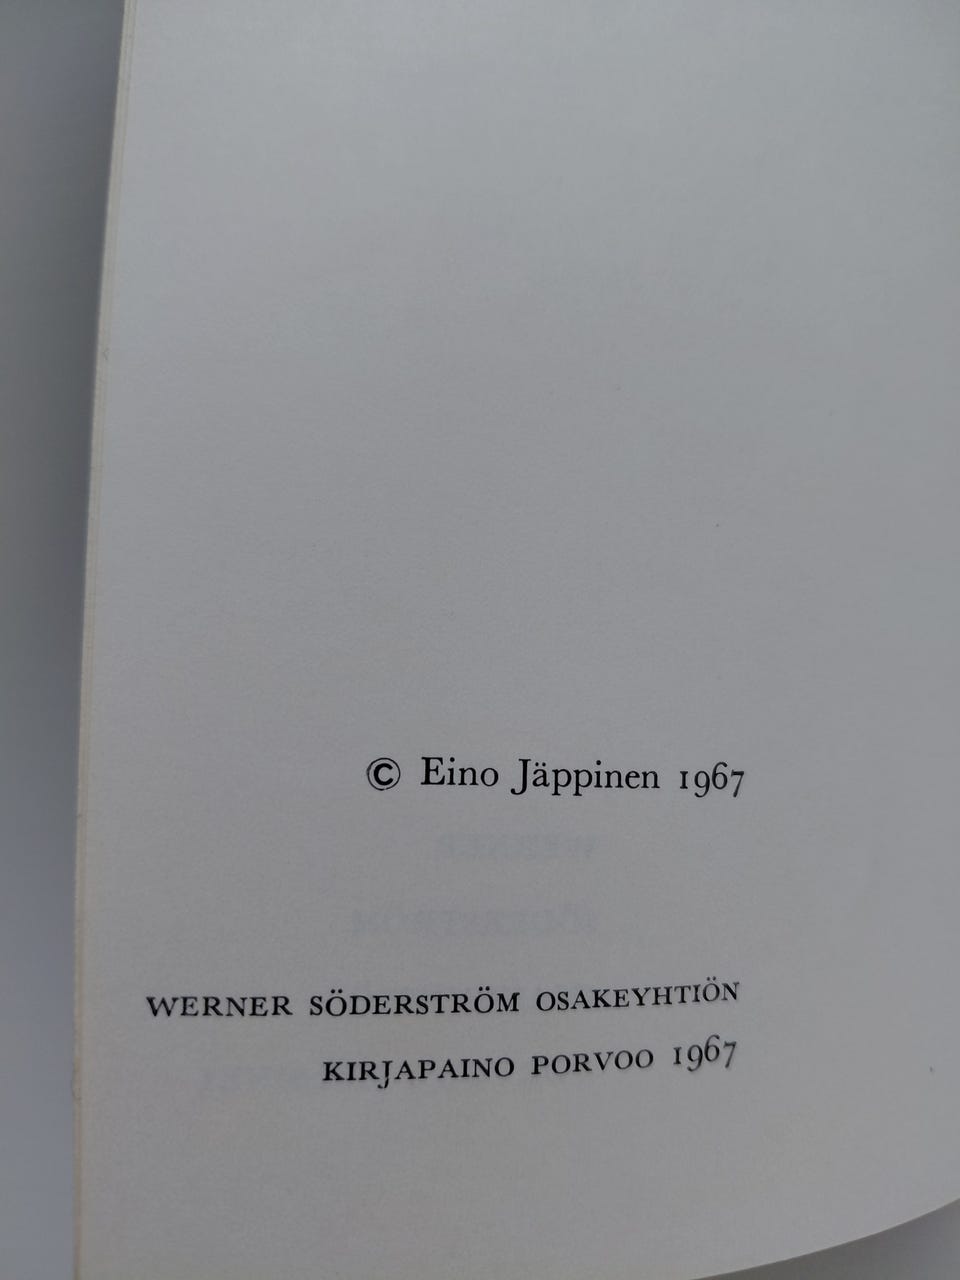 © Eino Jäppinen 1967
WERNER SÖDERSTRÖM OSAKEYHTIÖN
KIRJAPAINO PORVOO 1967